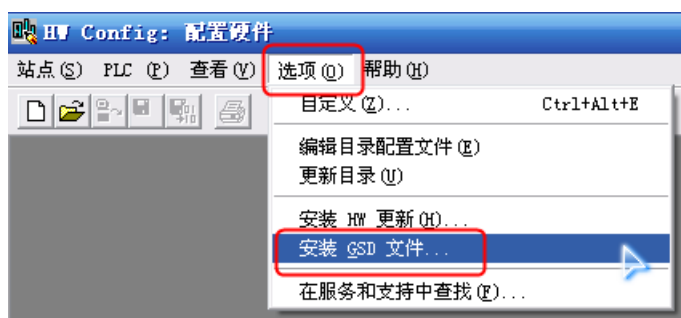 HW Config: 配置硬件
站点(S) PLC (P) 查看(V) 选项(O) 帮助(H)
自定义(Z)... Ctrl+Alt+E
编辑目录配置文件(E)
更新目录(U)
安装 HW 更新(H)...
安装 GSD 文件...
在服务和支持中查找(F)...